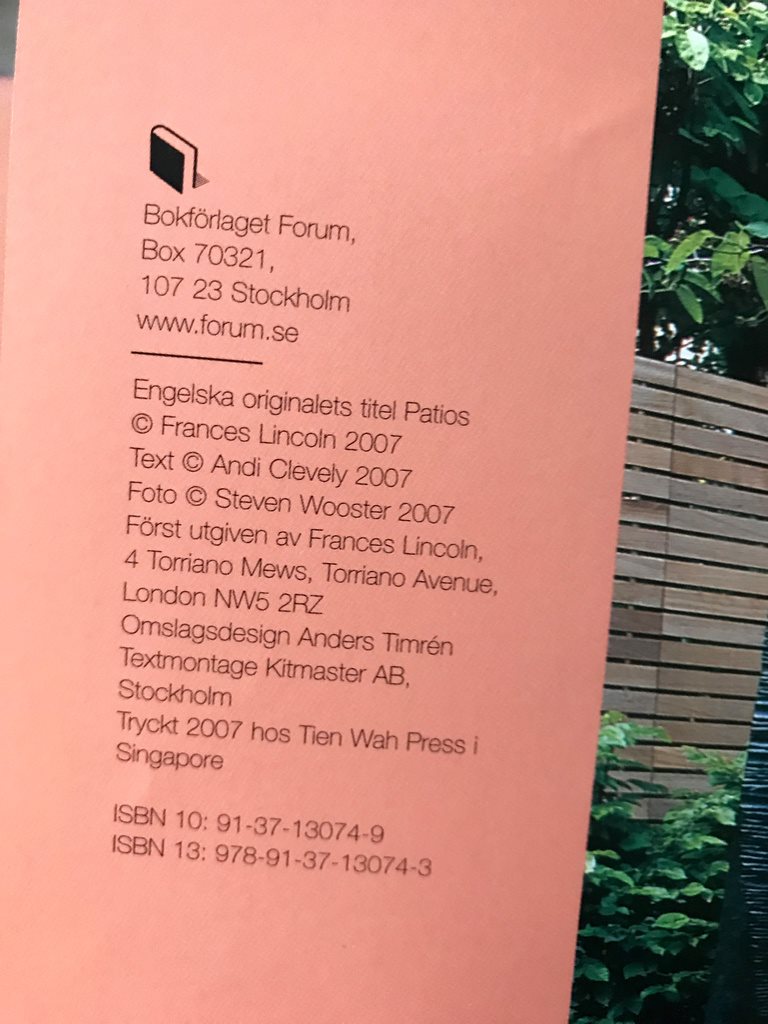 Bokförlaget Forum,
Box 70321,
107 23 Stockholm
www.forum.se
Engelska originalets titel Patios
© Frances Lincoln 2007
Text © Andi Clevely 2007
Foto © Steven Wooster 2007
Först utgiven av Frances Lincoln,
4 Torriano Mews, Torriano Avenue,
London NW5 2RZ
Omslagsdesign Anders Timrén
Textmontage Kitmaster AB,
Stockholm
Tryckt 2007 hos Tien Wah Press i
Singapore
ISBN 10: 91-37-13074-9
ISBN 13: 978-91-37-13074-3